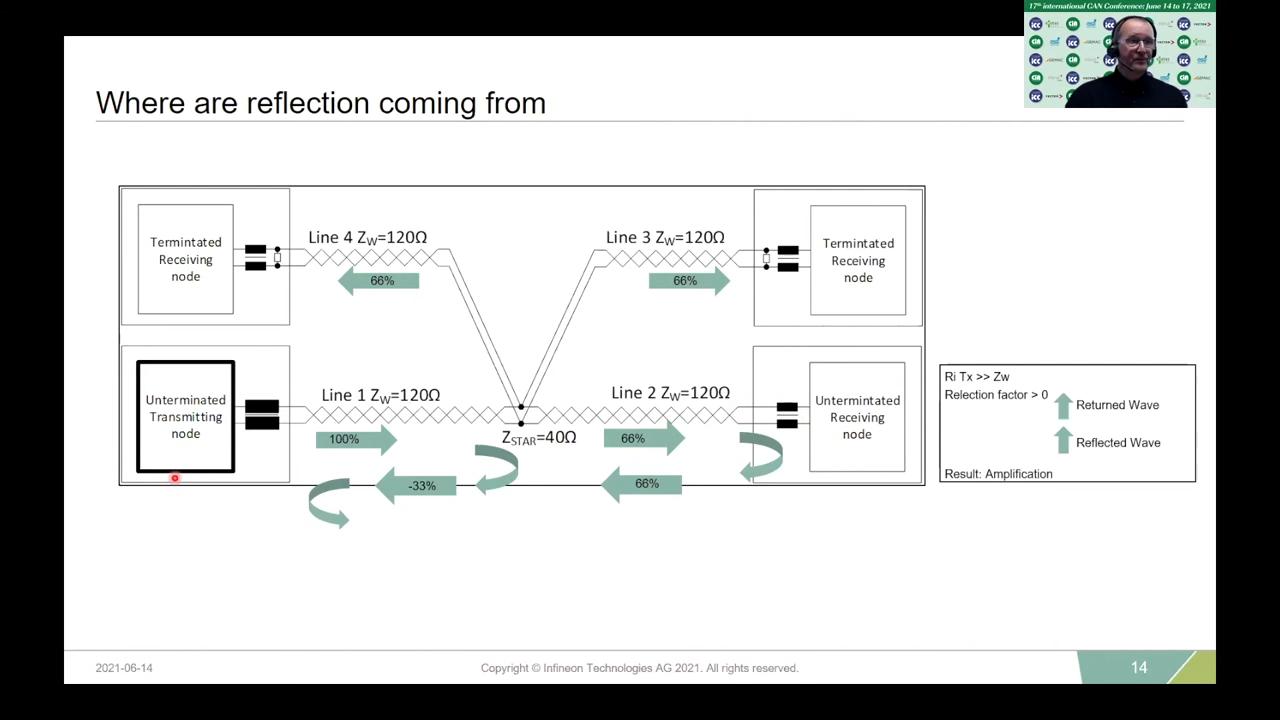 17th international CAN Conference: June 14 to 17, 2021
Where are reflection coming from
Termintated
Receiving
node
Line 4 ZW=120Ω
66%
Line 3 ZW=120Ω
66%
Termintated
Receiving
node
Unterminated
Transmitting
node
Line 1 ZW=120Ω
100%
-33%
ZSTAR=40Ω
Line 2 ZW=120Ω
66%
66%
Untermintated
Receiving
node
Ri Tx >> Zw
Relection factor > 0
Returned Wave
Reflected Wave
Result: Amplification
2021-06-14
Copyright © Infineon Technologies AG 2021. All rights reserved.
14